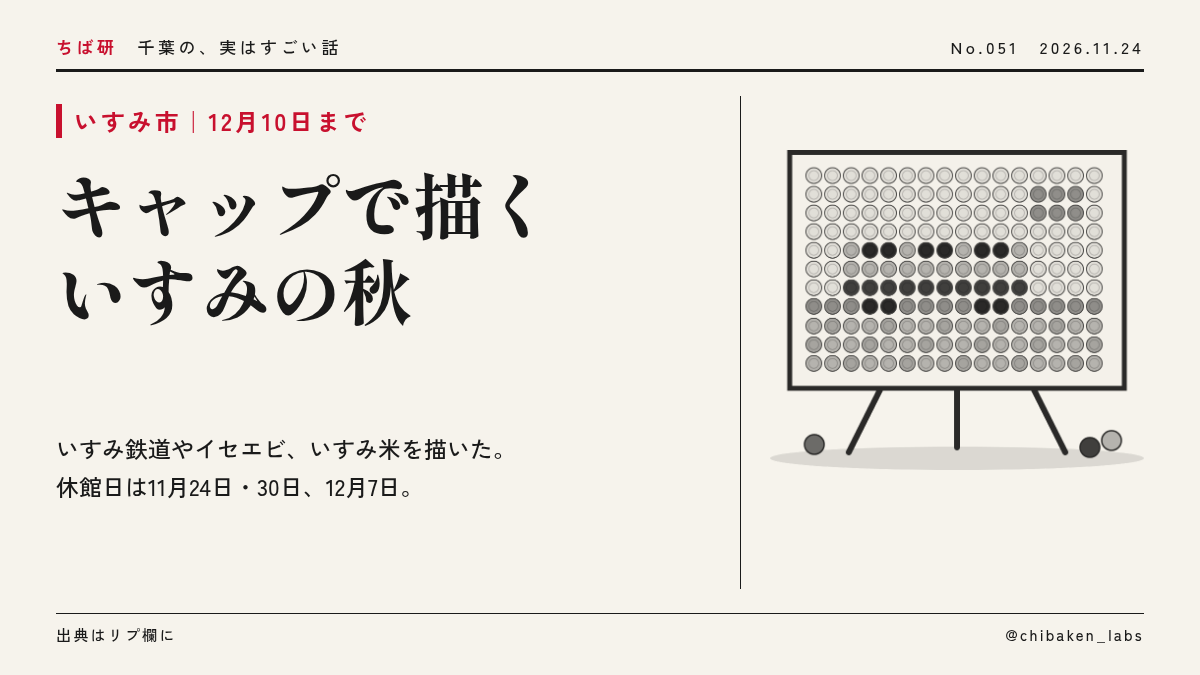 ちば研 千葉の、実はすごい話
No.051 2026.11.24
いすみ市｜12月10日まで
キャップで描く
いすみの秋
いすみ鉄道やイセエビ、いすみ米を描いた。
休館日は11月24日・30日、12月7日。
出典はリプ欄に
@chibaken_labs